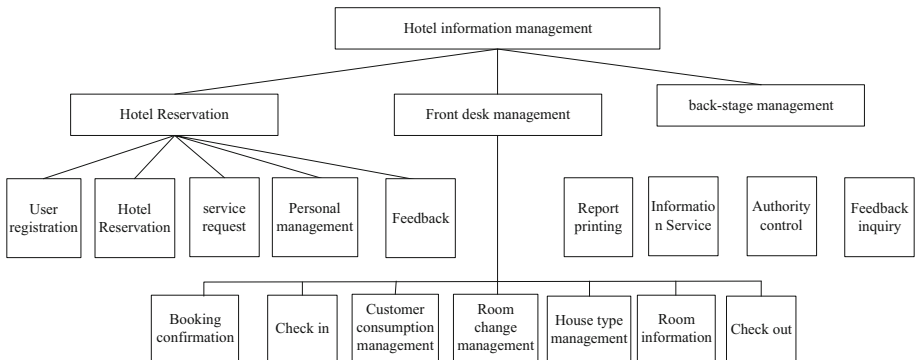 Hotel information management
Hotel Reservation
Front desk management
back-stage management
User
registration
Hotel
Reservation
service
request
Personal
management
Feedback
Report
printing
Informatio
n Service
Authority
control
Feedback
inquiry
Booking
confirmation
Check in
Customer
consumption
management
Room
change
management
House type
management
Room
information
Check out